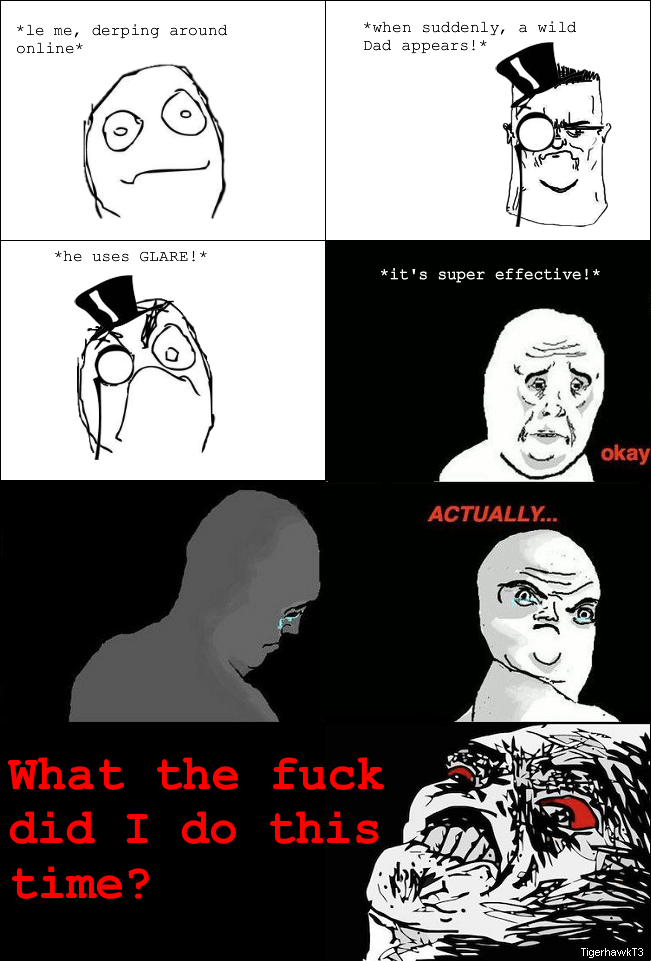 *le me, derping around
online*
*when suddenly, a wild
Dad appears!*
*he uses GLARE!*
*it's super effective!*
okay
ACTUALLY...
What the fuck
did I do this
time?
TigerhawkT3